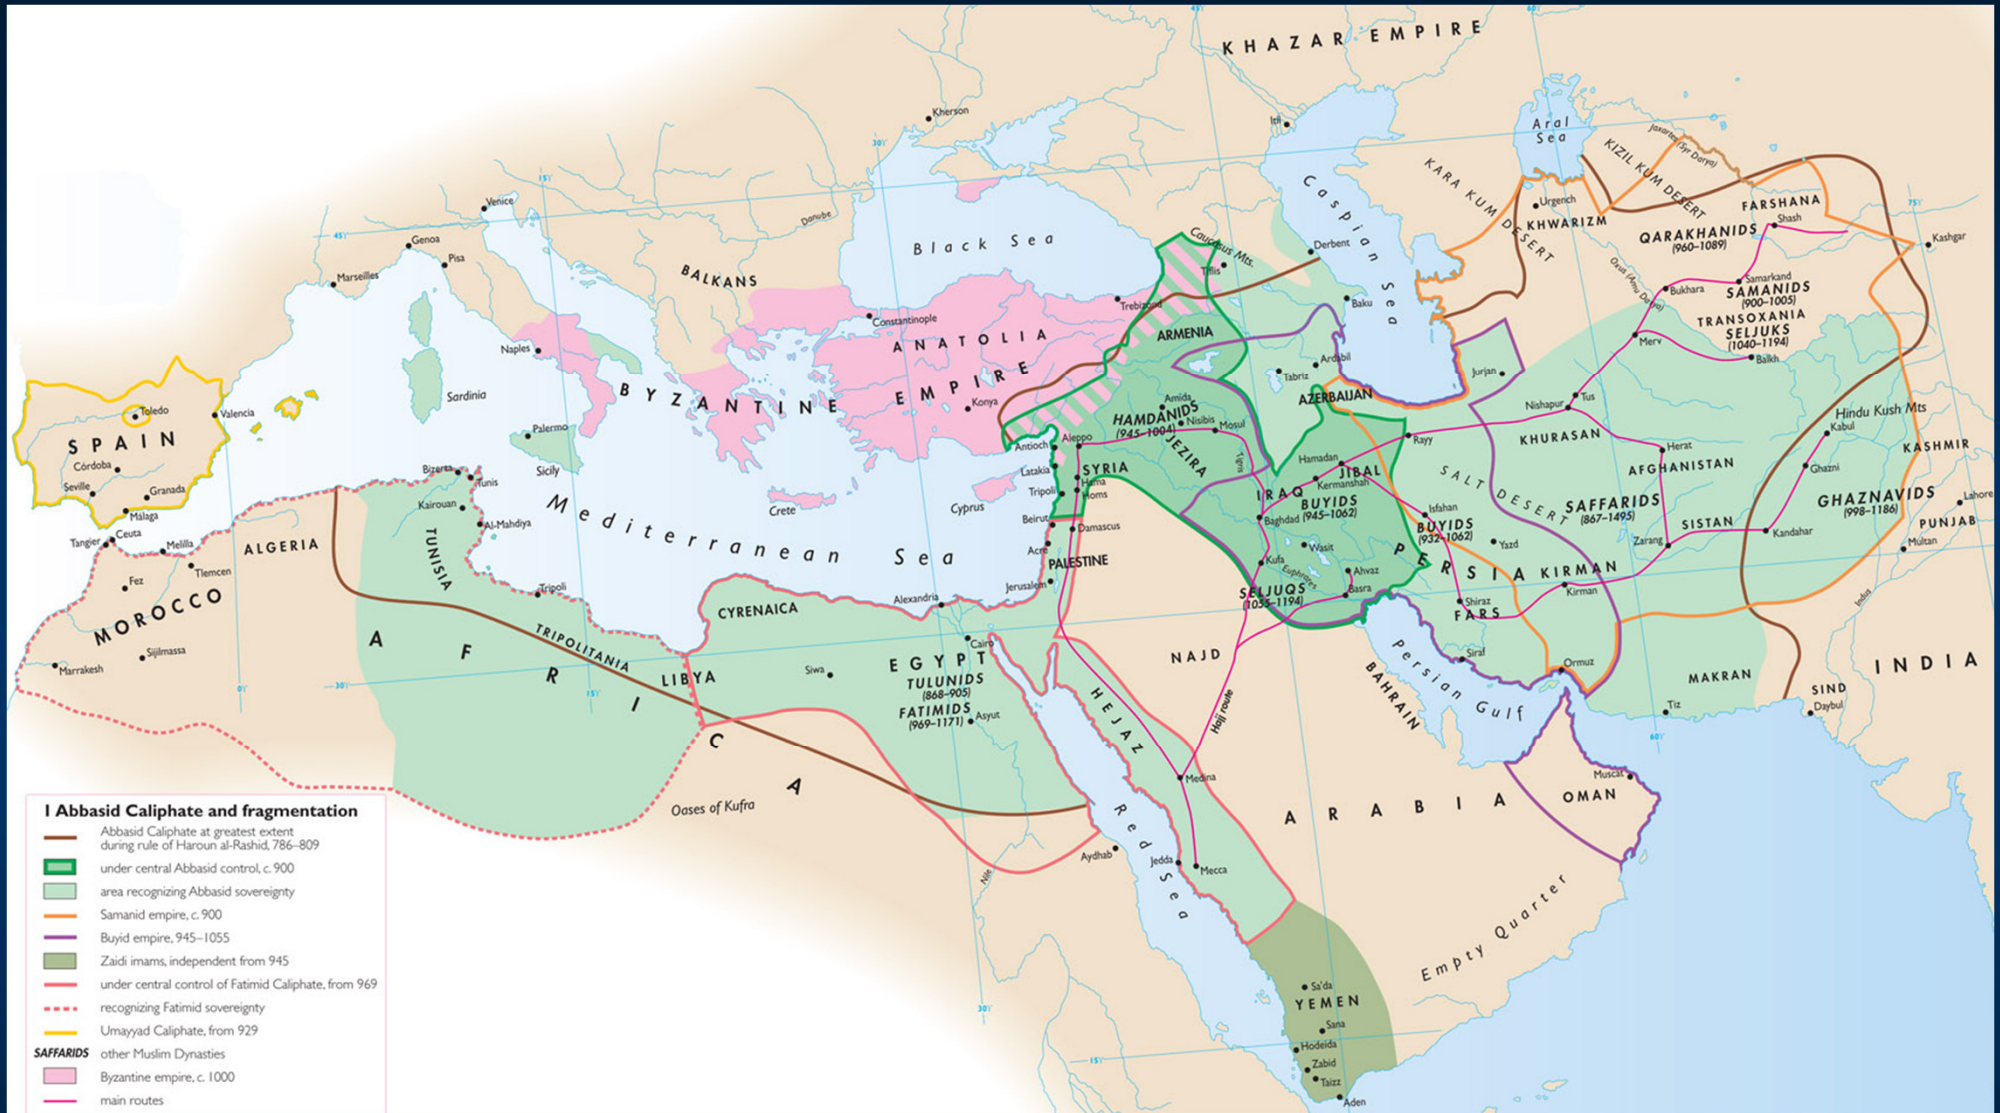 KHAZAR EMPIRE
45°
60°
Kherson
30°
Itil
Aral
Sea
Jaxartes (Syr Darya)
KIZIL KUM DESERT
KARA KUM DESERT
15°
Venice
Danube
45°
Genoa
Pisa
Marseilles
BALKANS
Black Sea
Caucasus Mts.
Tiflis
Derbent
Caspian Sea
Urgench
KHWARIZM
FARSHANA
Shash
75°
Kashgar
QARAKHANIDS
(960–1089)
Oxus (Amu Darya)
Bukhara
Samarkand
SAMANIDS
(900–1005)
TRANSOXANIA
SELJUKS
(1040–1194)
Merv
Balkh
Constantinople
Trebizond
Baku
Naples
ANATOLIA
ARMENIA
Ardabil
Tabriz
Jurjan
BYZANTINE EMPIRE
Konya
Sardinia
AZERBAIJAN
Toledo
Valencia
SPAIN
Córdoba
Seville
Granada
Málaga
Palermo
Sicily
Amida
HAMDANIDS
(945–1004)
Nisibis
Mosul
JEZIRA
Tigris
Nishapur
Tus
Rayy
KHURASAN
Hindu Kush Mts
Kabul
KASHMIR
Antioch
Aleppo
Latakia
SYRIA
Hama
Tripoli
Homs
Hamadan
JIBAL
Kermanshah
SALT DESERT
Herat
AFGHANISTAN
Ghazni
Bizerta
Tunis
Kairouan
Al-Mahdiya
TUNISIA
Crete
Cyprus
Mediterranean Sea
Beirut
Damascus
Acre
PALESTINE
Jerusalem
IRAQ
BUYIDS
(945–1062)
Baghdad
Wasit
Isfahan
BUYIDS
(932–1062)
Yazd
SAFFARIDS
(867–1495)
SISTAN
Zarang
Kandahar
GHAZNAVIDS
(998–1186)
Lahore
PUNJAB
Multan
Tangier
Ceuta
Melilla
ALGERIA
Tlemcen
Fez
MOROCCO
Tripoli
Kufa
Euphrates
Ahvaz
Basra
SELJUQS
(1055–1194)
PERSIA
KIRMAN
Kirman
Shiraz
FARS
Indus
Alexandria
CYRENAICA
Cairo
TRIPOLITANIA
Sijilmassa
Marrakesh
0°
30°
15°
AFRICA
LIBYA
Siwa
EGYPT
TULUNIDS
(868–905)
FATIMIDS
(969–1171)
Asyut
HEJAZ
NAJD
Hajj route
BAHRAIN
Siraf
Persian Gulf
Ormuz
MAKRAN
Tiz
60°
SIND
Daybul
INDIA
Medina
Muscat
OMAN
ARABIA
Oases of Kufra
Red Sea
Aydhab
Jedda
Mecca
Nile
Empty Quarter
30°
Sa'da
YEMEN
Sana
Hodeida
15°
Zabid
Taizz
Aden
1 Abbasid Caliphate and fragmentation
Abbasid Caliphate at greatest extent
during rule of Haroun al-Rashid, 786–809
under central Abbasid control, c. 900
area recognizing Abbasid sovereignty
Samanid empire, c. 900
Buyid empire, 945–1055
Zaidi imams, independent from 945
under central control of Fatimid Caliphate, from 969
recognizing Fatimid sovereignty
Umayyad Caliphate, from 929
SAFFARIDS other Muslim Dynasties
Byzantine empire, c. 1000
main routes